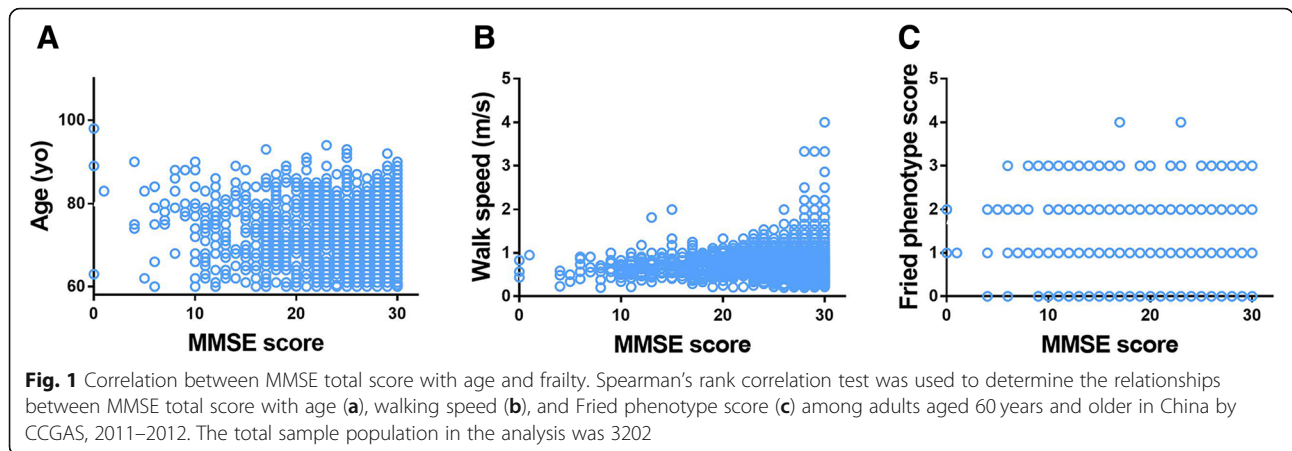 A
B
C
100
80
60
Age (yo)
0
10
20
30
MMSE score
5
4
3
2
1
0
Walk speed (m/s)
0
10
20
30
MMSE score
5
4
3
2
1
0
Fried phenotype score
0
10
20
30
MMSE score
Fig. 1 Correlation between MMSE total score with age and frailty. Spearman's rank correlation test was used to determine the relationships
between MMSE total score with age (a), walking speed (b), and Fried phenotype score (c) among adults aged 60 years and older in China by
CCGAS, 2011–2012. The total sample population in the analysis was 3202